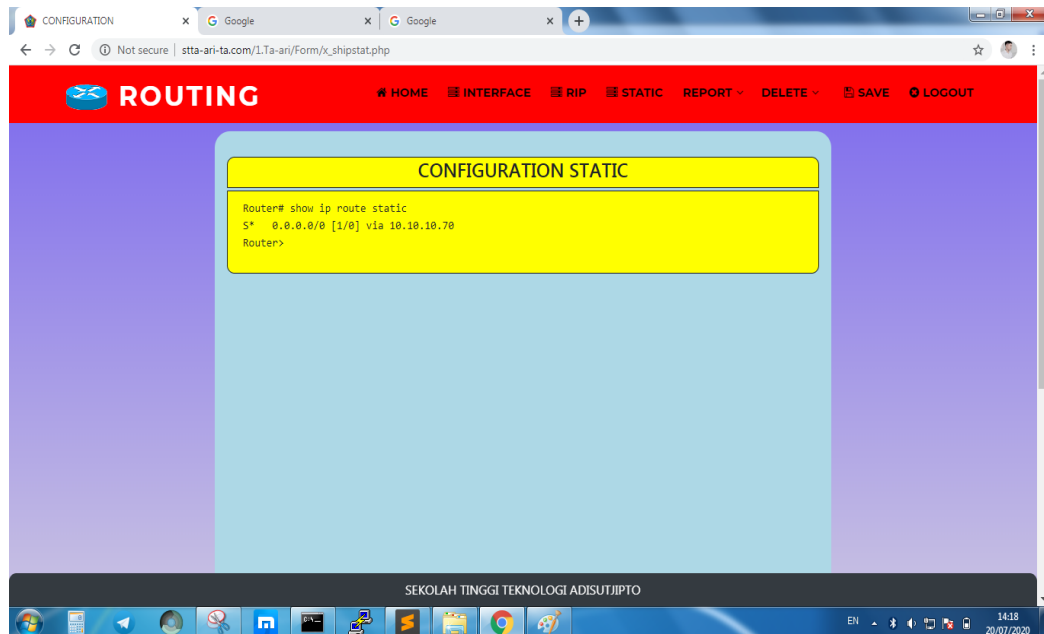 CONFIGURATION
Google
Google
Not secure | stta-ari-ta.com/1.Ta-ari/Form/x_shipstat.php
ROUTING
HOME INTERFACE RIP STATIC REPORT DELETE SAVE LOGOUT
CONFIGURATION STATIC
Router# show ip route static
S* 0.0.0.0/0 [1/0] via 10.10.10.70
Router>
SEKOLAH TINGGI TEKNOLOGI ADISUTJIPTO
EN
14:18
20/07/2020